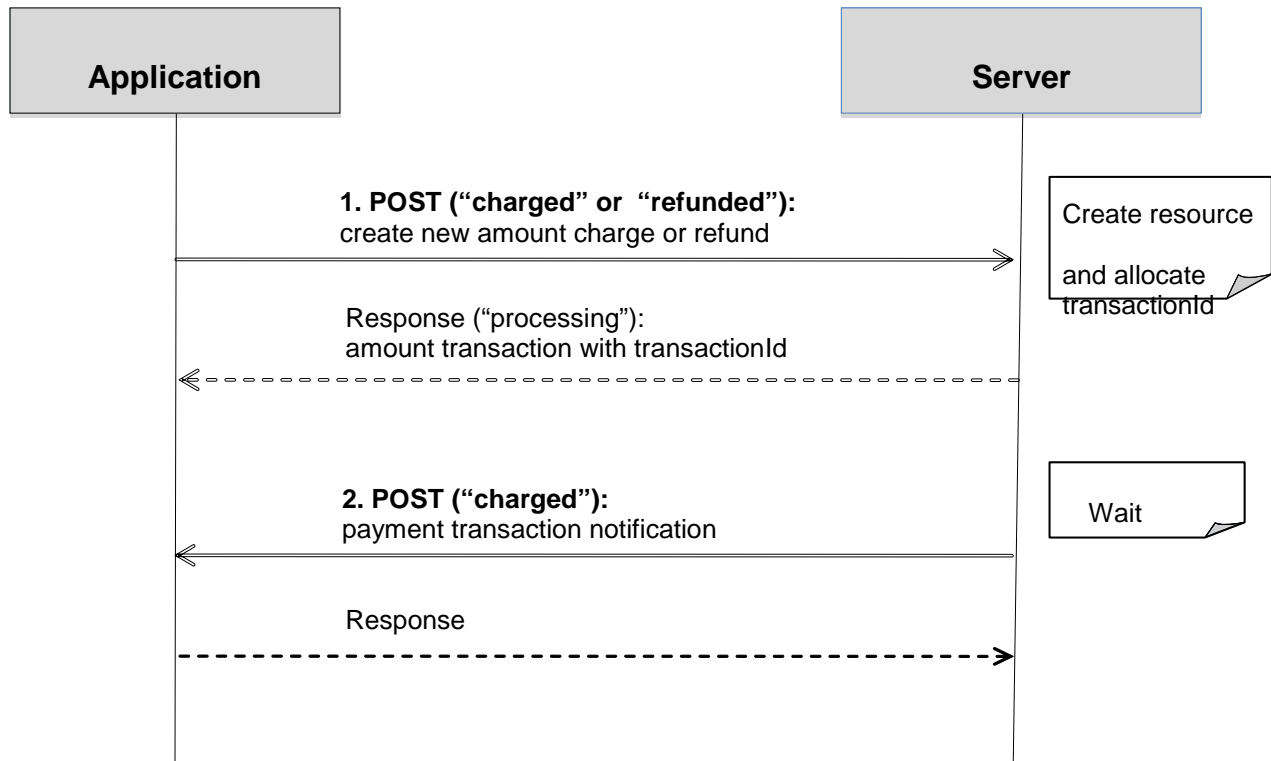 Application
Server
1. POST (“charged” or  “refunded”):
create new amount charge or refund
Create resource
and allocate
transactionId
Response (“processing”):
amount transaction with transactionId
2. POST (“charged”):
payment transaction notification
Wait
Response